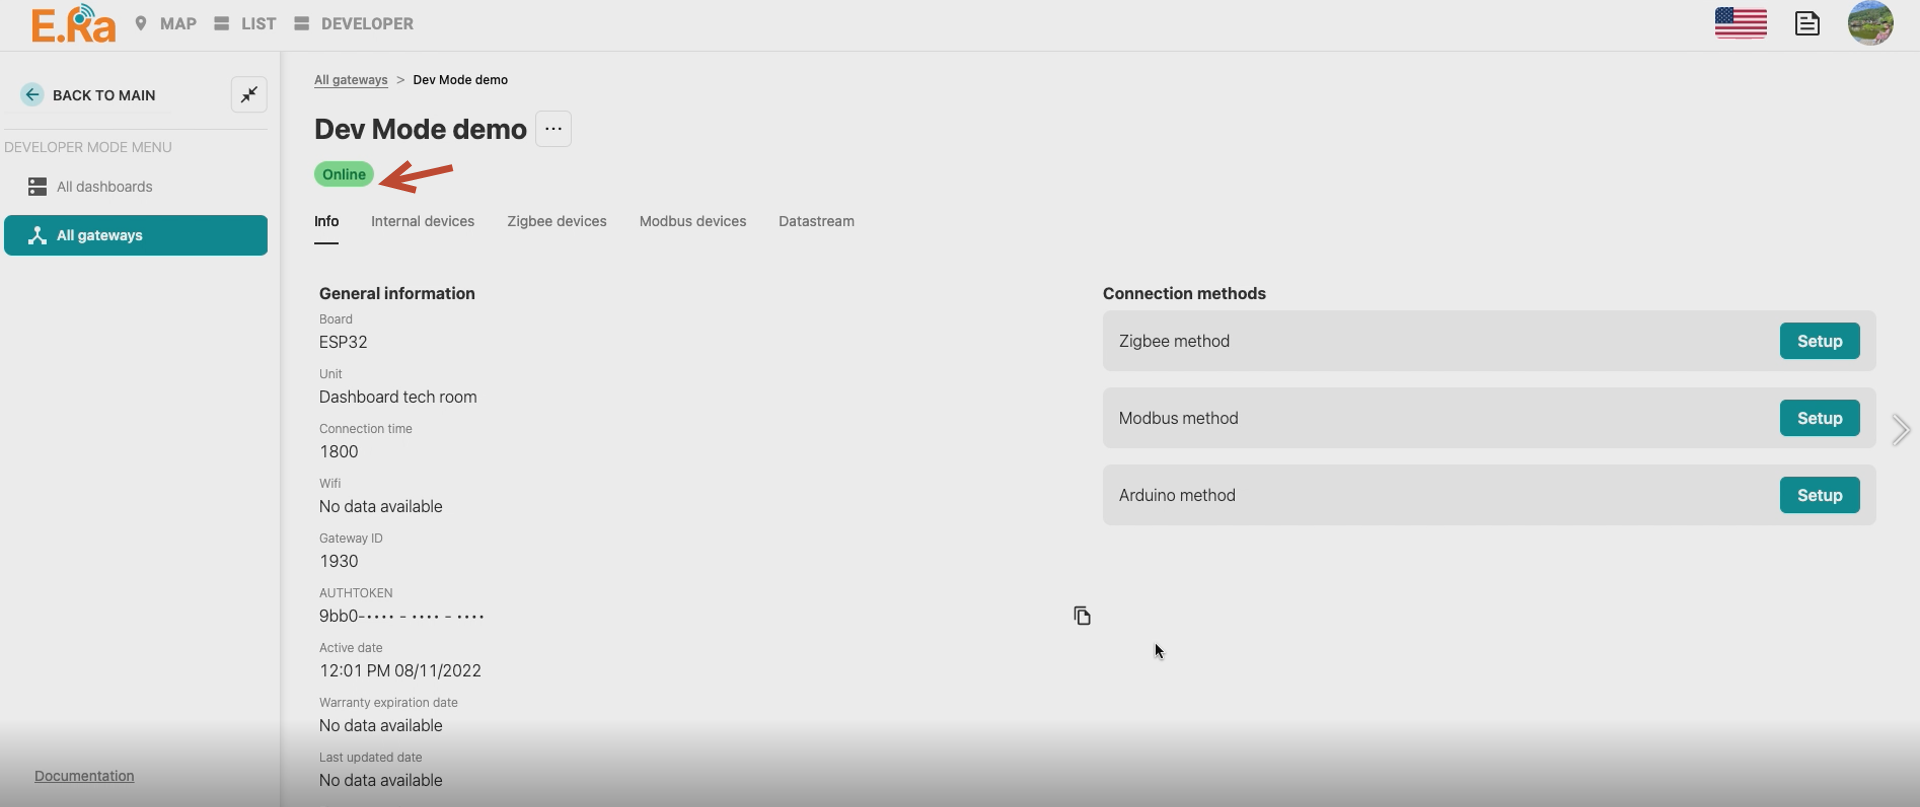 E.Ra
MAP
LIST
DEVELOPER
BACK TO MAIN
DEVELOPER MODE MENU
All dashboards
All gateways
Documentation
All gateways > Dev Mode demo
Dev Mode demo
...
Online
Info
Internal devices
Zigbee devices
Modbus devices
Datastream
General information
Board
ESP32
Unit
Dashboard tech room
Connection time
1800
Wifi
No data available
Gateway ID
1930
AUTHTOKEN
9bb0-•••• - •••• - ••••
Active date
12:01 PM 08/11/2022
Warranty expiration date
No data available
Last updated date
No data available
Connection methods
Zigbee method
Setup
Modbus method
Setup
Arduino method
Setup